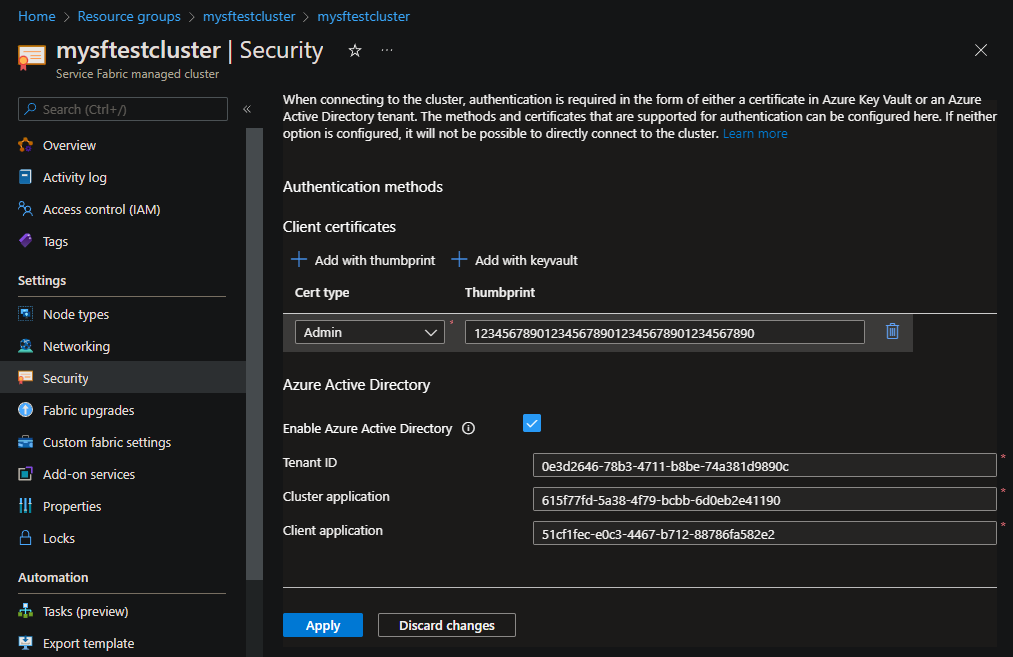 Home > Resource groups > mysftestcluster > mysftestcluster
mysftestcluster | Security
Service Fabric managed cluster
Search (Ctrl+/)
Overview
Activity log
Access control (IAM)
Tags
Settings
Node types
Networking
Security
Fabric upgrades
Custom fabric settings
Add-on services
Properties
Locks
Automation
Tasks (preview)
Export template
When connecting to the cluster, authentication is required in the form of either a certificate in Azure Key Vault or an Azure
Active Directory tenant. The methods and certificates that are supported for authentication can be configured here. If neither
option is configured, it will not be possible to directly connect to the cluster. Learn more
Authentication methods
Client certificates
Add with thumbprint Add with keyvault
Cert type Thumbprint
Admin * 1234567890123456789012345678901234567890
Azure Active Directory
Enable Azure Active Directory
Tenant ID 0e3d2646-78b3-4711-b8be-74a381d9890c *
Cluster application 615f77fd-5a38-4f79-bcbb-6d0eb2e41190 *
Client application 51cf1fec-e0c3-4467-b712-88786fa582e2 *
Apply Discard changes